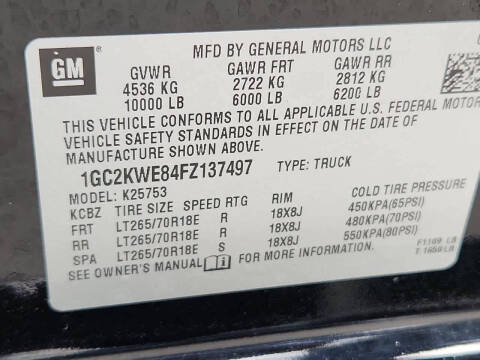 MFD BY GENERAL MOTORS LLC
GM
GVWR GAWR FRT GAWR RR
4536 KG 2722 KG 2812 KG
10000 LB 6000 LB 6200 LB
THIS VEHICLE CONFORMS TO ALL APPLICABLE U.S. FEDERAL MOTOR
VEHICLE SAFETY STANDARDS IN EFFECT ON THE DATE OF
MANUFACTURE SHOWN ABOVE.
1GC2KWE84FZ137497 TYPE: TRUCK
MODEL: K25753
KCBZ TIRE SIZE SPEED RTG RIM COLD TIRE PRESSURE
FRT LT265/70R18E R 18X8J 450KPA(65PSI)
RR LT265/70R18E R 18X8J 480KPA(70PSI)
SPA LT265/70R18E S 18X8J 550KPA(80PSI)
SEE OWNER'S MANUAL FOR MORE INFORMATION. F1169 LB
T:1650 LB